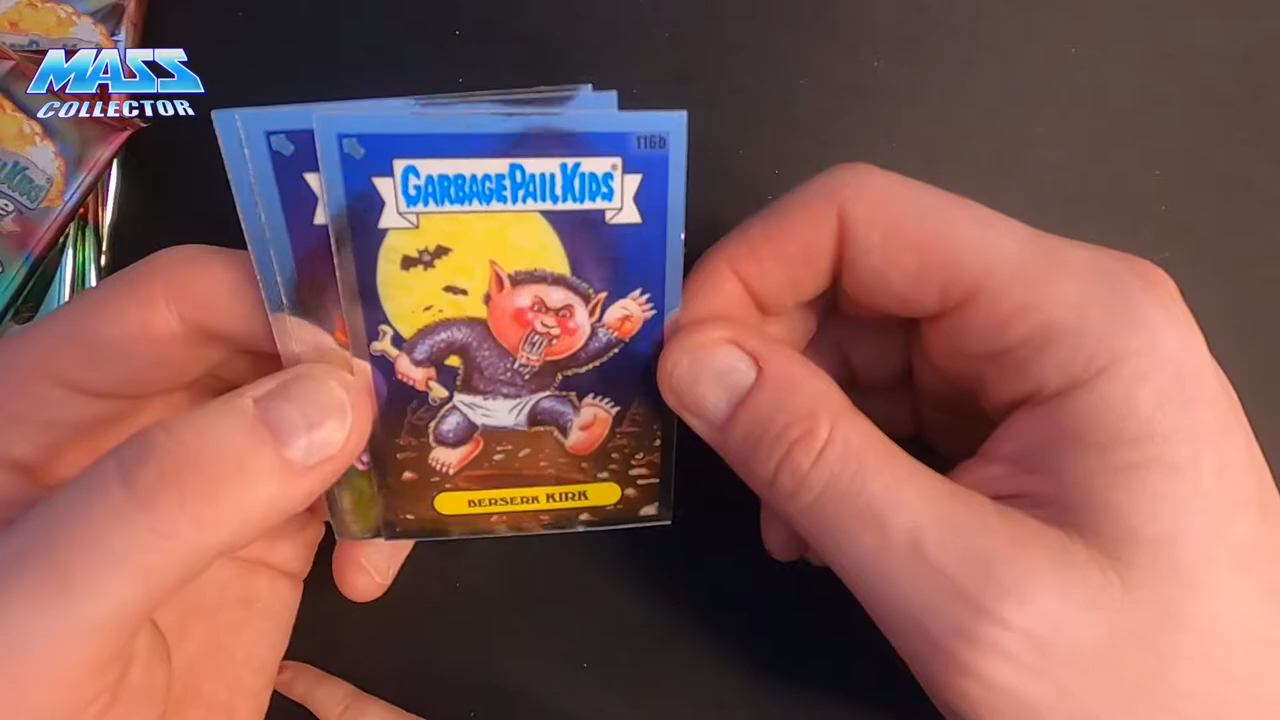 MASS
COLLECTOR
116b
GARBAGE PAIL KIDS
BERSERK KIRK